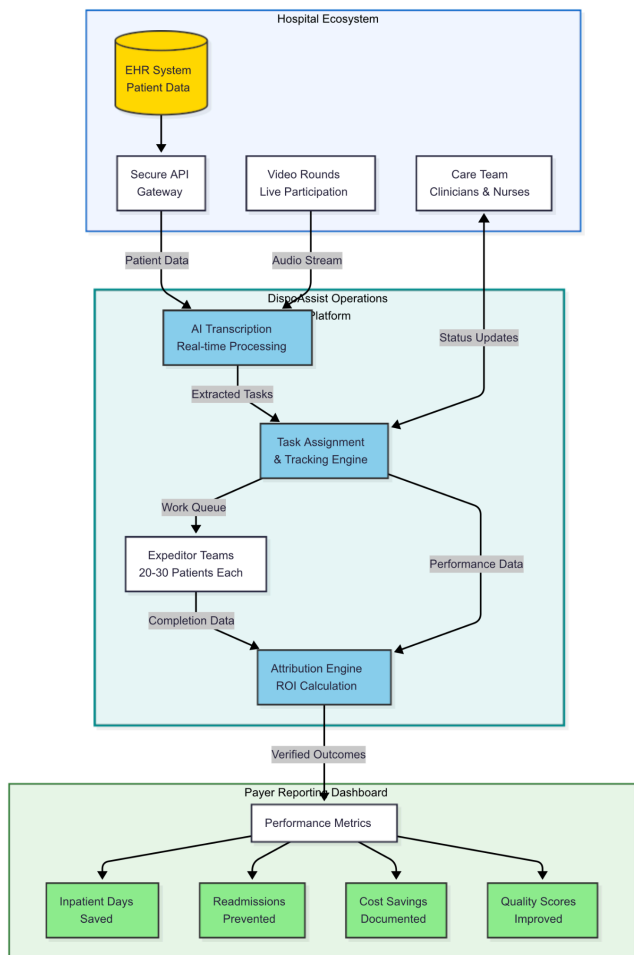 Hospital Ecosystem
EHR System
Patient Data
Secure API
Gateway
Video Rounds
Live Participation
Care Team
Clinicians & Nurses
Patient Data
Audio Stream
Status Updates
DispoAssist Operations
Platform
AI Transcription
Real-time Processing
Extracted Tasks
Task Assignment
& Tracking Engine
Work Queue
Expeditor Teams
20-30 Patients Each
Performance Data
Completion Data
Attribution Engine
ROI Calculation
Verified Outcomes
Payer Reporting Dashboard
Performance Metrics
Inpatient Days
Saved
Readmissions
Prevented
Cost Savings
Documented
Quality Scores
Improved